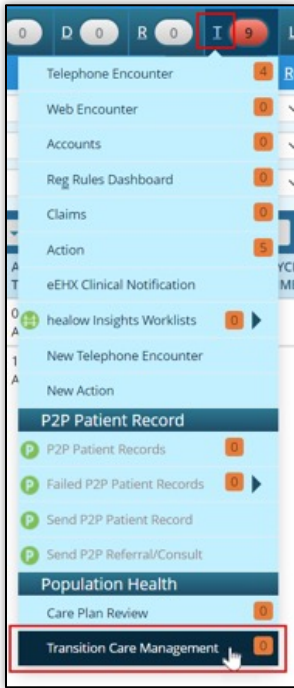 0 D 0 R 0 T 9
Telephone Encounter 4
Web Encounter 0
Accounts 0
Reg Rules Dashboard 0
Claims 0
Action 5
eEHX Clinical Notification
healow Insights Worklists 0
New Telephone Encounter
New Action
P2P Patient Record
P P2P Patient Records 0
P Failed P2P Patient Records 0
P Send P2P Patient Record
P Send P2P Referral/Consult
Population Health
Care Plan Review 0
Transition Care Management 0